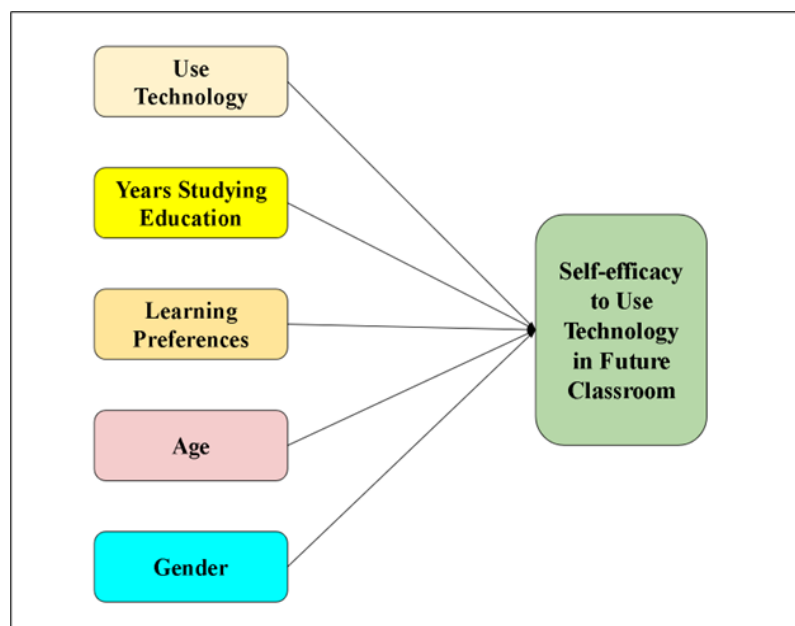 Use
Technology
Years Studying
Education
Learning
Preferences
Age
Gender
Self-efficacy
to Use
Technology
in Future
Classroom